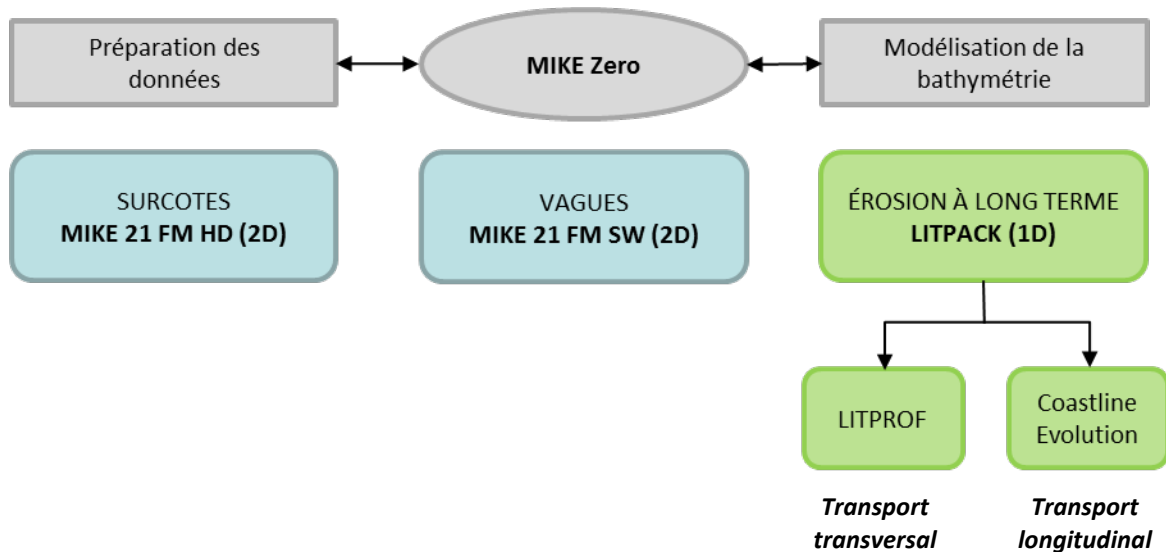 Préparation des
données
MIKE Zero
Modélisation de la
bathymétrie
SURCOTES
MIKE 21 FM HD (2D)
VAGUES
MIKE 21 FM SW (2D)
ÉROSION À LONG TERME
LITPACK (1D)
LITPROF
Coastline
Evolution
Transport
transversal
Transport
longitudinal